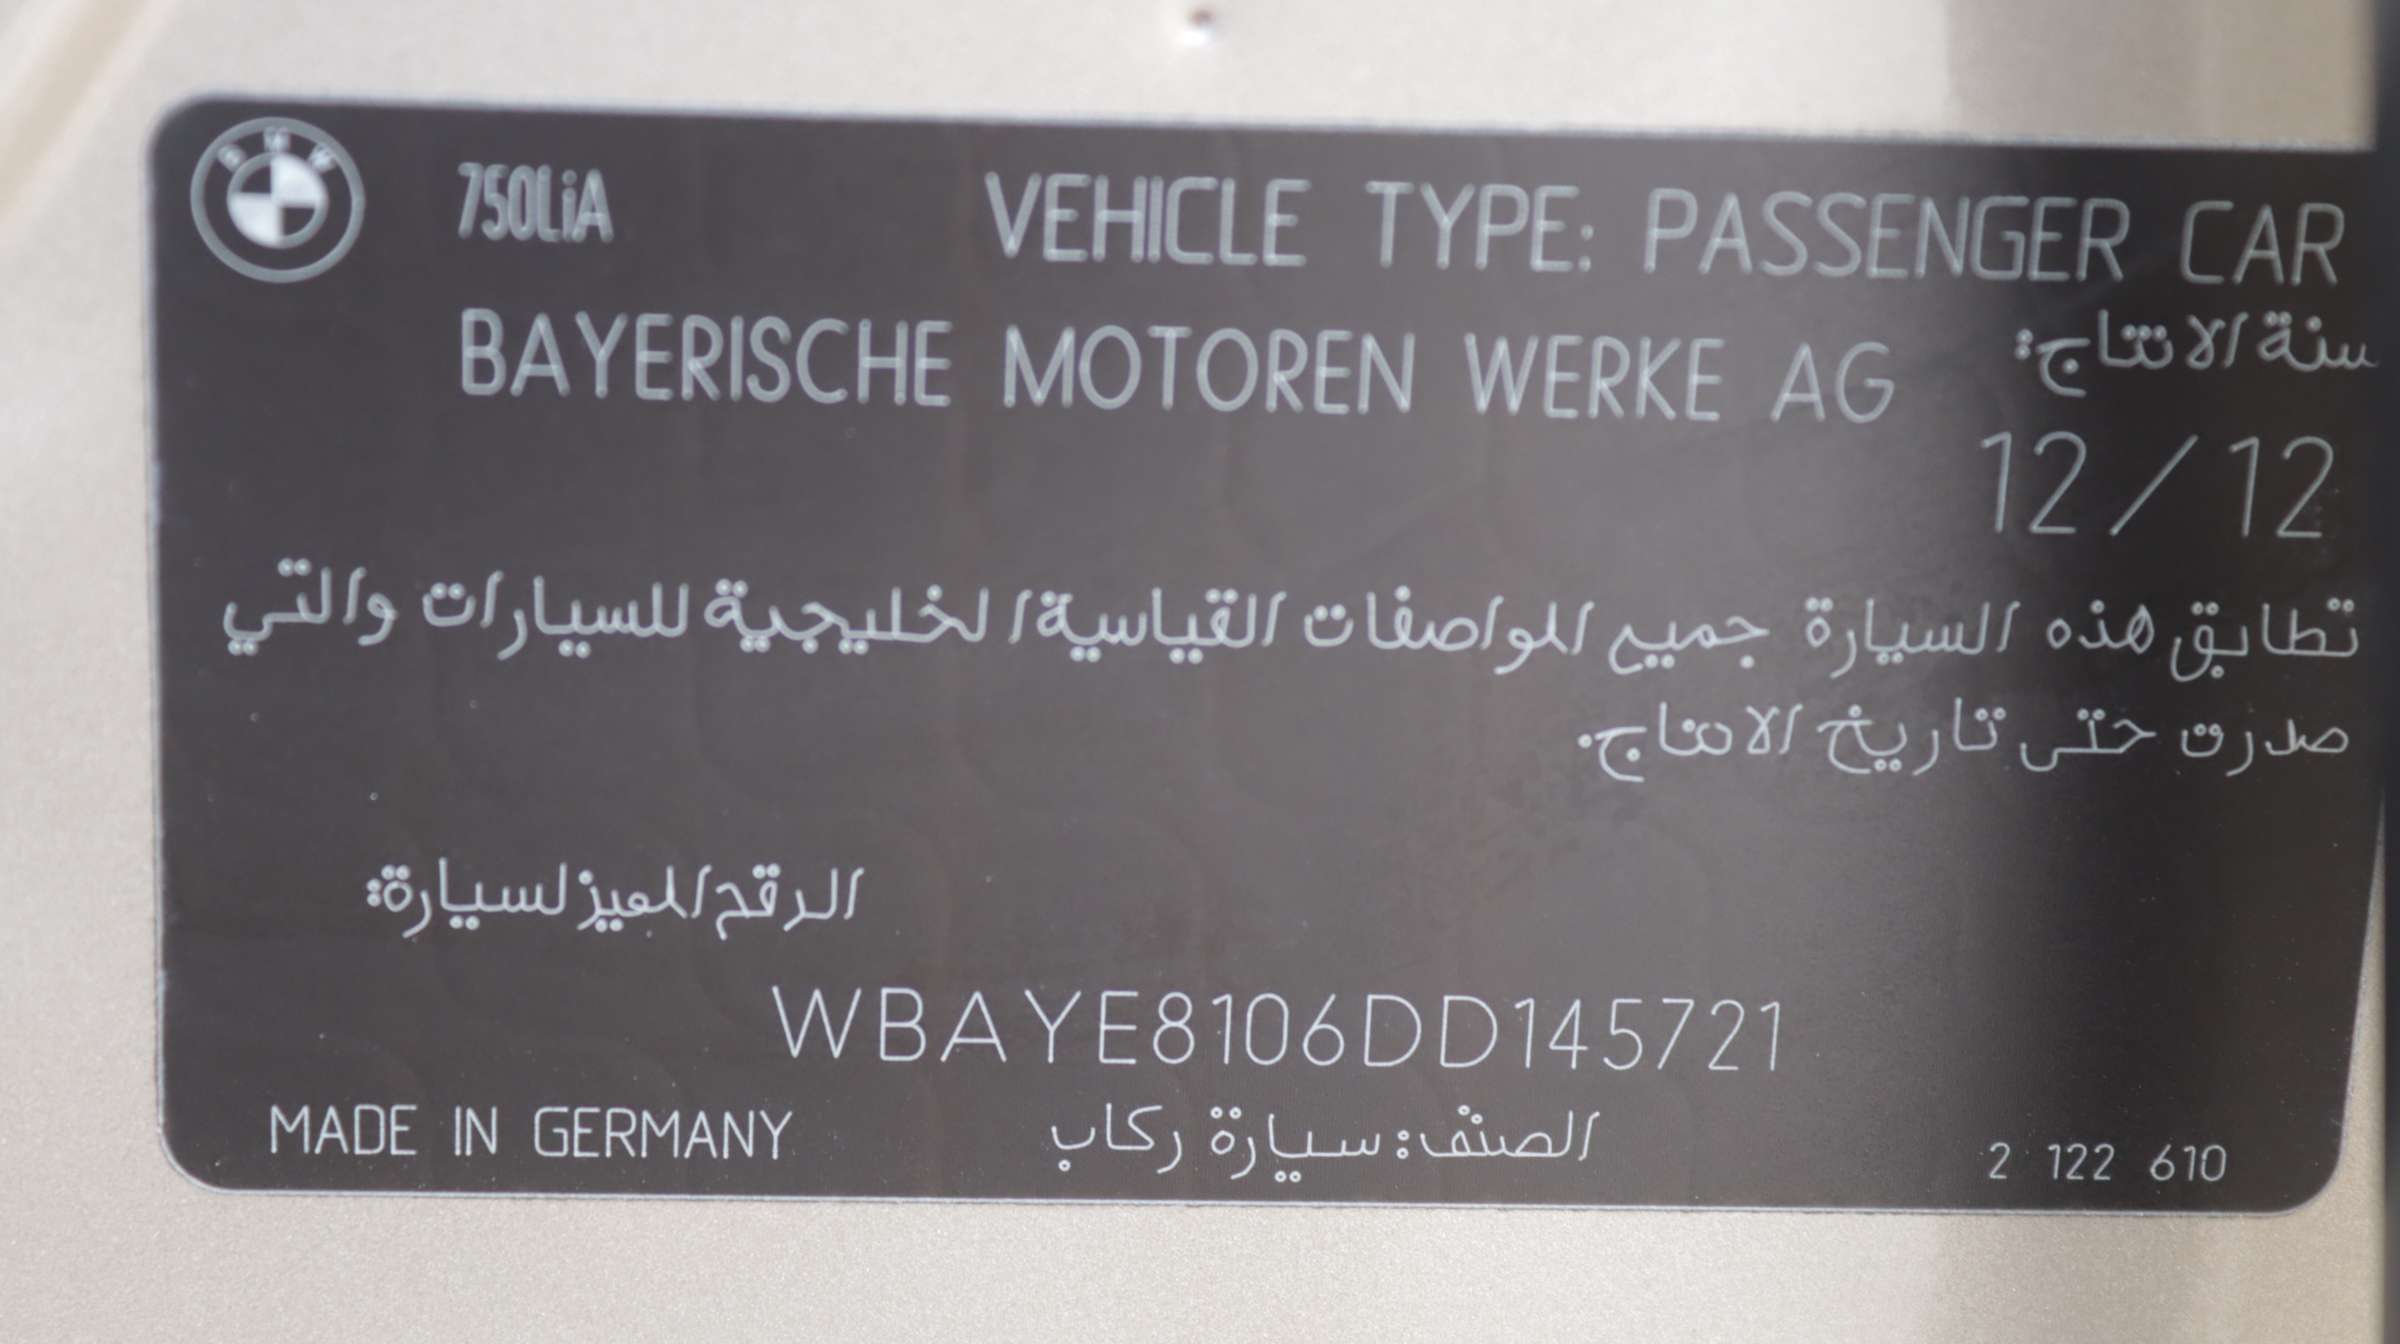 BMW 750LiA VEHICLE TYPE: PASSENGER CAR
BAYERISCHE MOTOREN WERKE AG سنة الانتاج:
12/12
تطابق هذه السيارة جميع المواصفات القياسية الخليجية للسيارات والتي
صدرت حتى تاريخ الانتاج.
الرقم المميز لسيارة:
WBAYE8106DD145721
MADE IN GERMANY الصنف: سيارة ركاب 2 122 610